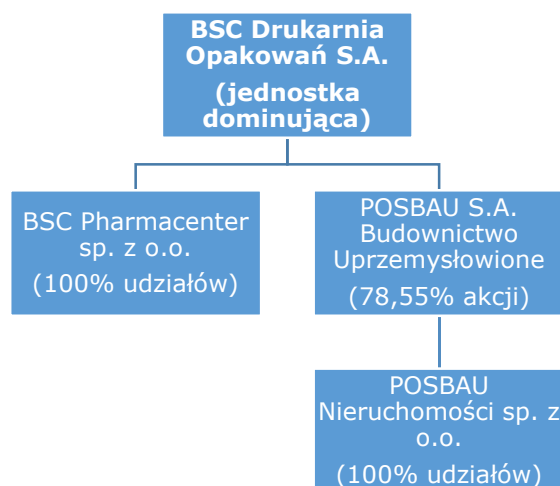 BSC Drukarnia
Opakowań S.A.
(jednostka
dominująca)
BSC Pharmacenter
sp. z o.o.
(100% udziałów)
POSBAU S.A.
Budownictwo
Uprzemysłowione
(78,55% akcji)
POSBAU
Nieruchomości sp. z
o.o.
(100% udziałów)